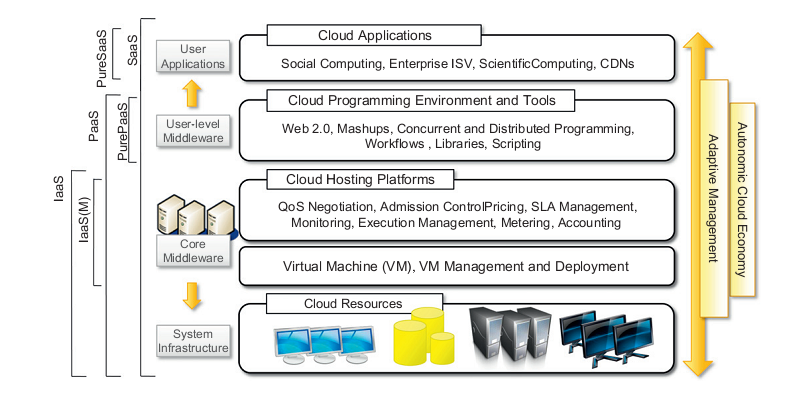 Cloud Applications
User
Applications
Social Computing, Enterprise ISV, ScientificComputing, CDNs
Cloud Programming Environment and Tools
User-level
Middleware
Web 2.0, Mashups, Concurrent and Distributed Programming,
Workflows , Libraries, Scripting
Cloud Hosting Platforms
QoS Negotiation, Admission ControlPricing, SLA Management,
Monitoring, Execution Management, Metering, Accounting
Core
Middleware
Virtual Machine (VM), VM Management and Deployment
Cloud Resources
System
Infrastructure
IaaS
IaaS(M)
PaaS
PureSaaS
PurePaaS
SaaS
Adaptive Management
Autonomic Cloud Economy